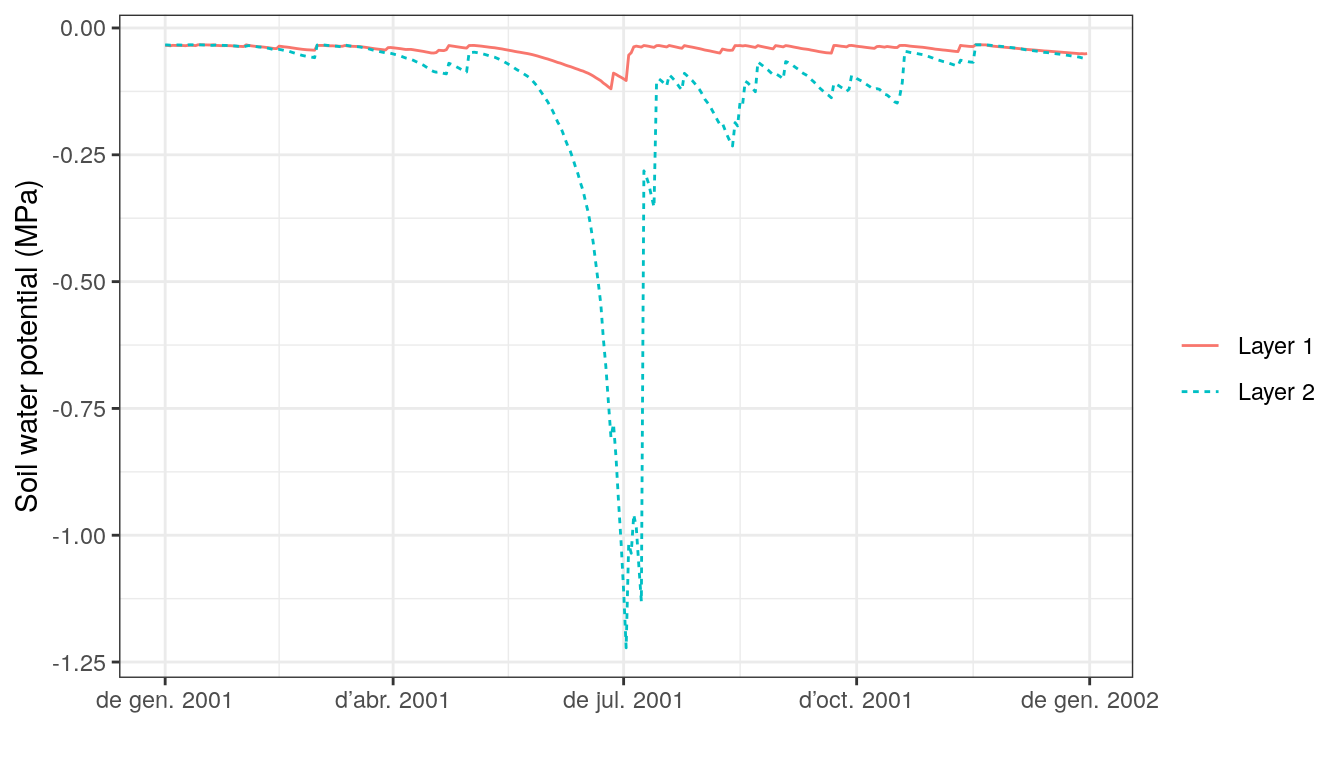 Soil water potential (MPa)
0.00
-0.25
-0.50
-0.75
-1.00
-1.25
de gen. 2001
d’abr. 2001
de jul. 2001
d’oct. 2001
de gen. 2002
Layer 1
Layer 2